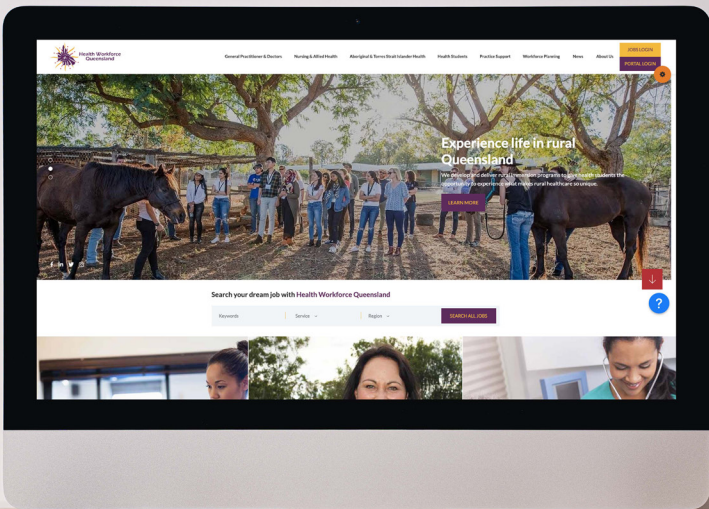 Health Workforce
Queensland
General Practitioner & Doctors
Nursing & Allied Health
Aboriginal & Torres Strait Islander Health
Health Students
Practice Support
Workforce Planning
News
About Us
JOBS LOGIN
PORTAL LOGIN
Experience life in rural
Queensland
We develop and deliver rural immersion programs to give health students the
opportunity to experience what makes rural healthcare so unique.
LEARN MORE
Search your dream job with Health Workforce Queensland
Keywords
Service
Region
SEARCH ALL JOBS
?